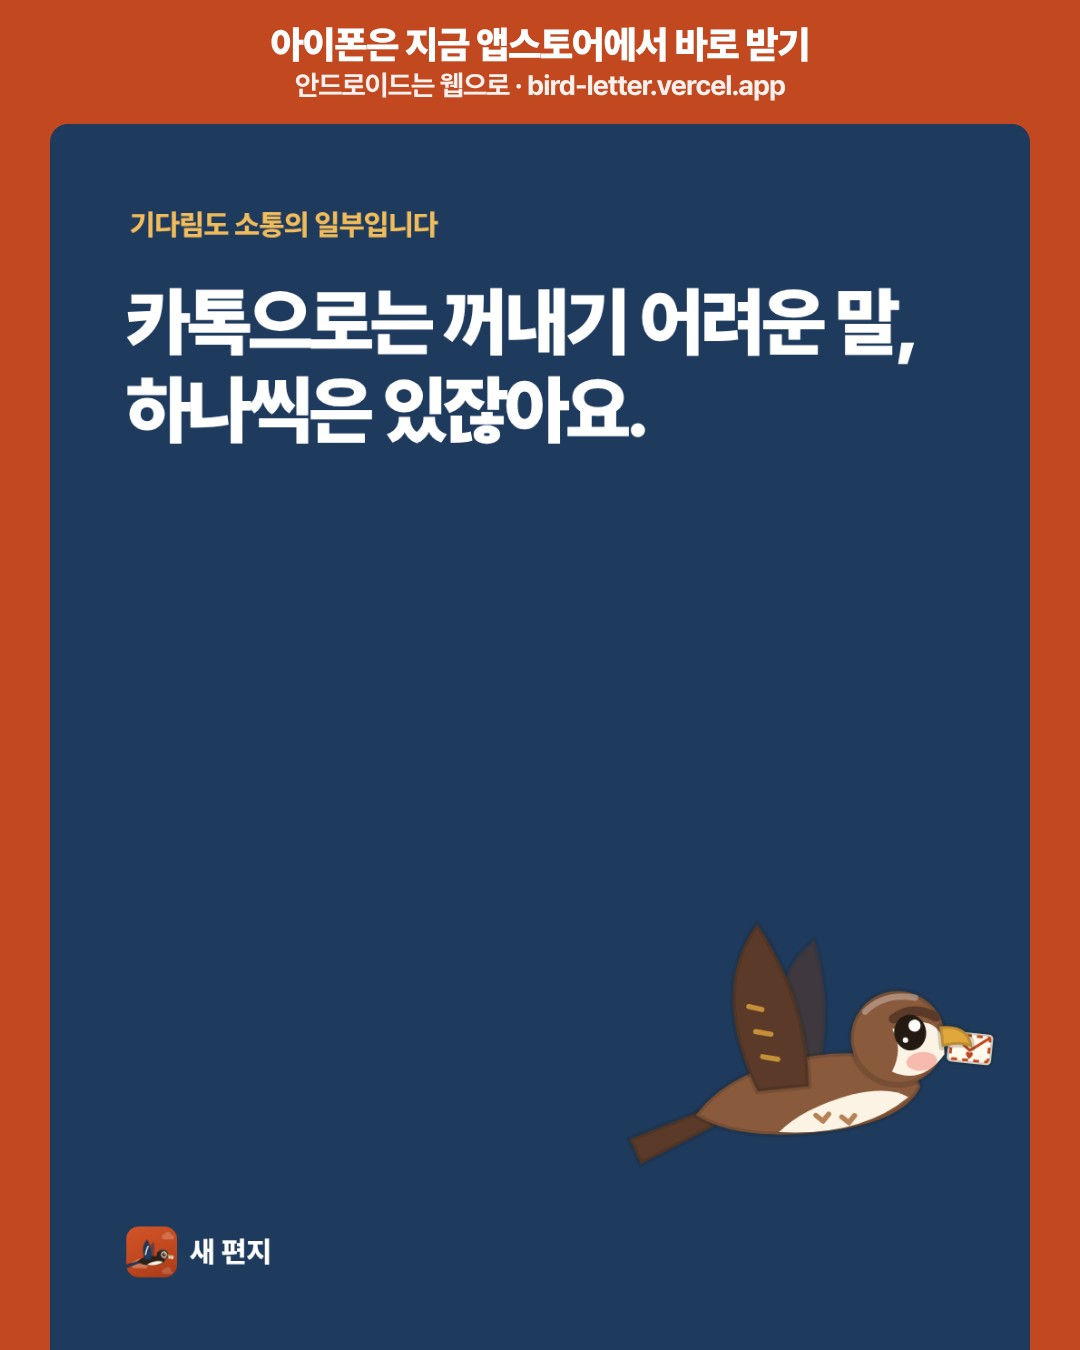 아이폰은 지금 앱스토어에서 바로 받기
안드로이드는 웹으로 · bird-letter.vercel.app
기다림도 소통의 일부입니다
카톡으로는 꺼내기 어려운 말,
하나씩은 있잖아요.
새 편지